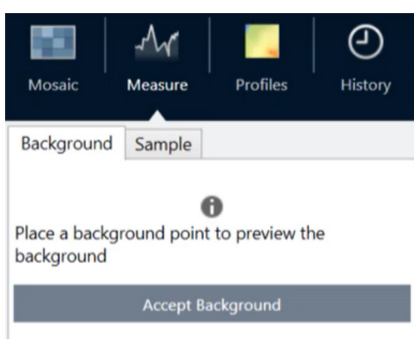 Mosaic Measure Profiles History
Background Sample
Place a background point to preview the
background
Accept Background